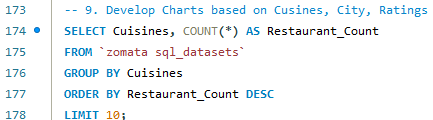 173 -- 9. Develop Charts based on Cusines, City, Ratings
174 SELECT Cuisines, COUNT(*) AS Restaurant_Count
175 FROM `zomata sql_datasets`
176 GROUP BY Cuisines
177 ORDER BY Restaurant_Count DESC
178 LIMIT 10;